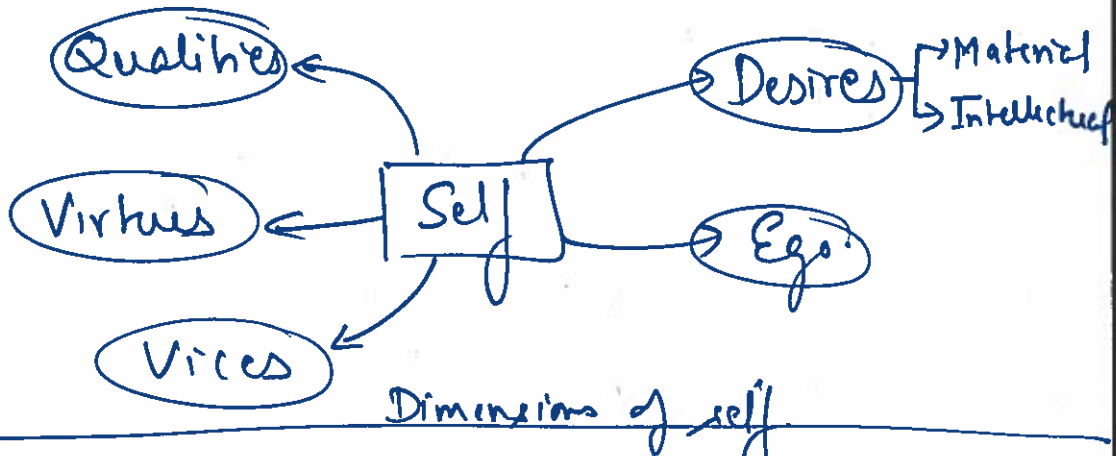 Qualities
Desires
Material
Intellectual
Self
Virtues
Ego
Vices
Dimensions of self